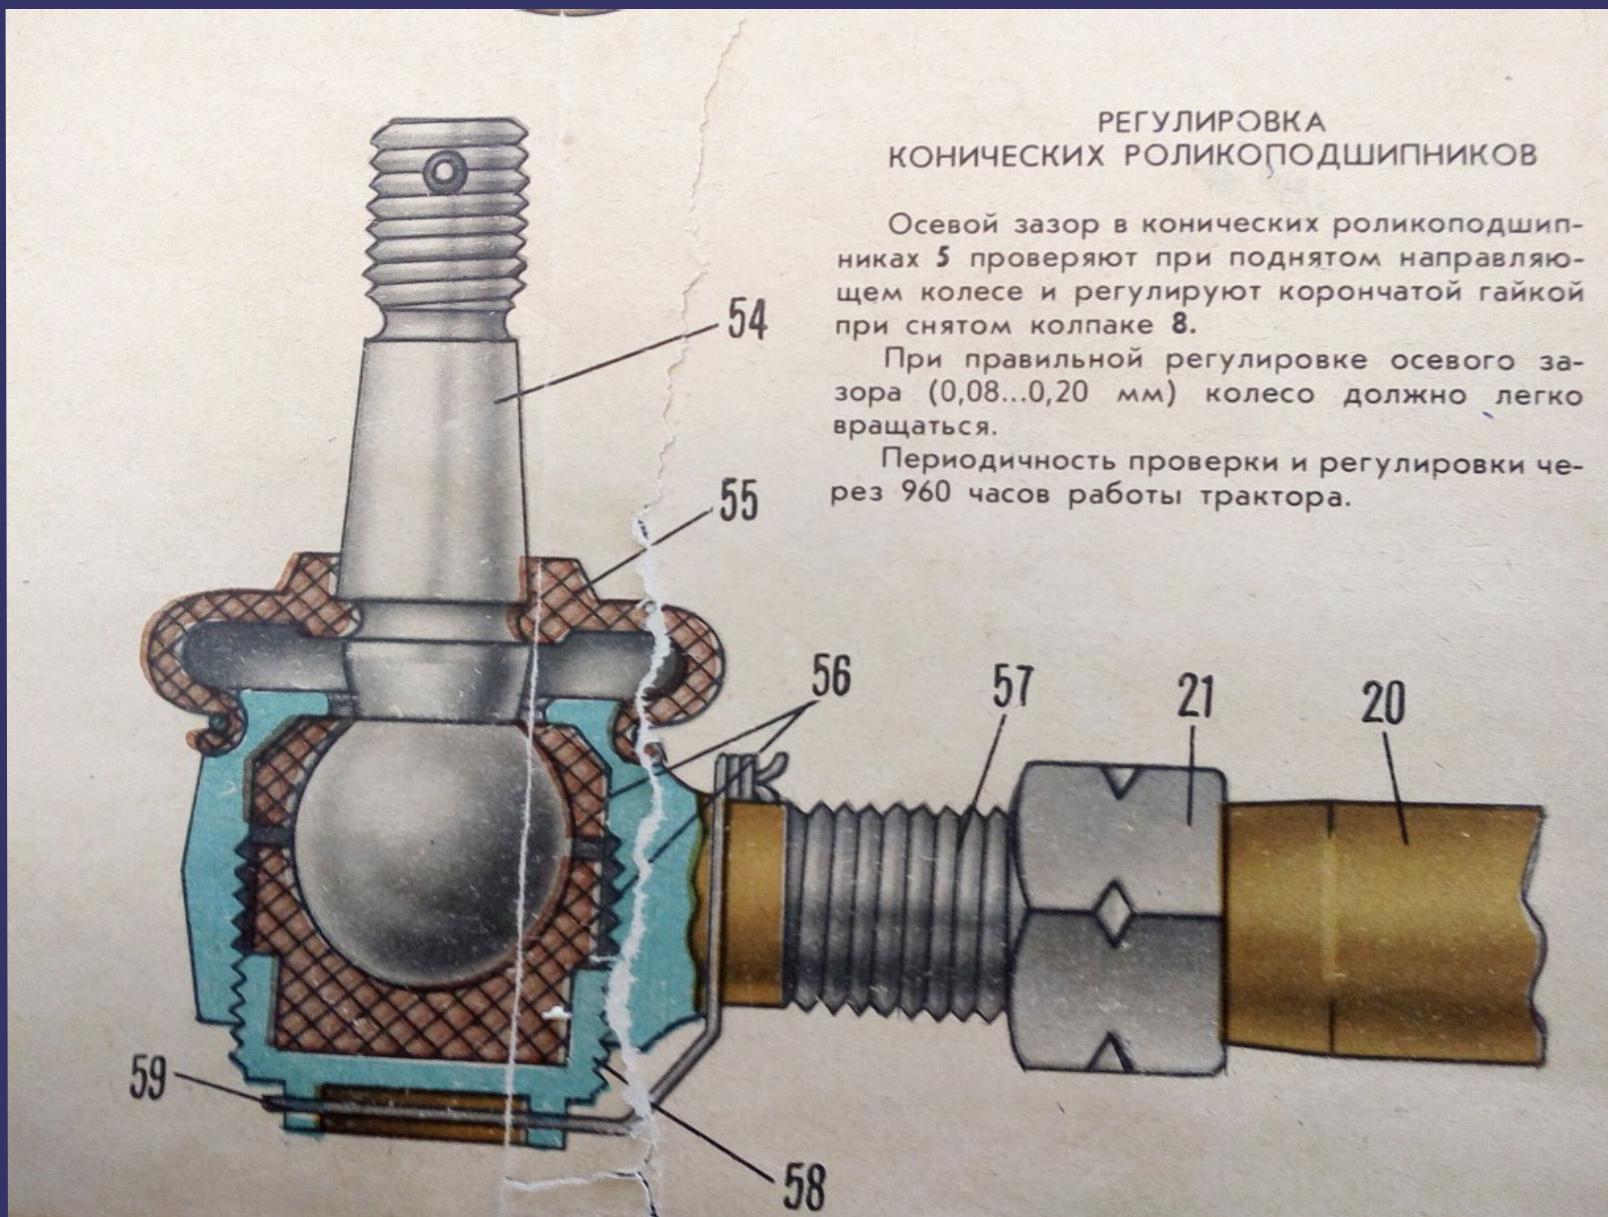 РЕГУЛИРОВКА
КОНИЧЕСКИХ РОЛИКОПОДШИПНИКОВ
Осевой зазор в конических роликоподшип-
никах 5 проверяют при поднятом направляю-
щем колесе и регулируют корончатой гайкой
при снятом колпаке 8.
При правильной регулировке осевого за-
зора (0,08...0,20 мм) колесо должно легко
вращаться.
Периодичность проверки и регулировки че-
рез 960 часов работы трактора.
54
55
56
57
21
20
59
58